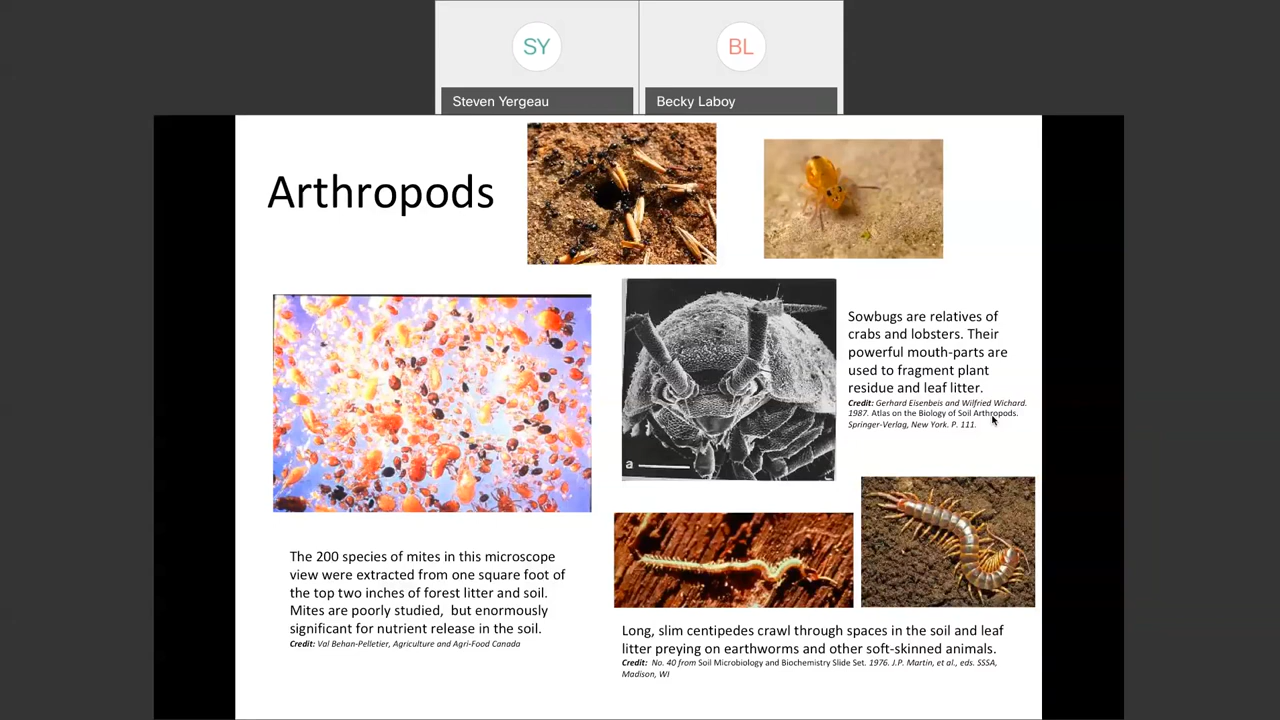 SY
BL
Steven Yergeau
Becky Laboy
Arthropods
Sowbugs are relatives of
crabs and lobsters. Their
powerful mouth-parts are
used to fragment plant
residue and leaf litter.
Credit: Gerhard Eisenbeis and Wilfried Wichard.
1987. Atlas on the Biology of Soil Arthropods.
Springer-Verlag, New York. P. 111.
a
The 200 species of mites in this microscope
view were extracted from one square foot of
the top two inches of forest litter and soil.
Mites are poorly studied,  but enormously
significant for nutrient release in the soil.
Credit: Val Behan-Pelletier, Agriculture and Agri-Food Canada
Long, slim centipedes crawl through spaces in the soil and leaf
litter preying on earthworms and other soft-skinned animals.
Credit:  No. 40 from Soil Microbiology and Biochemistry Slide Set. 1976. J.P. Martin, et al., eds. SSSA,
Madison, WI